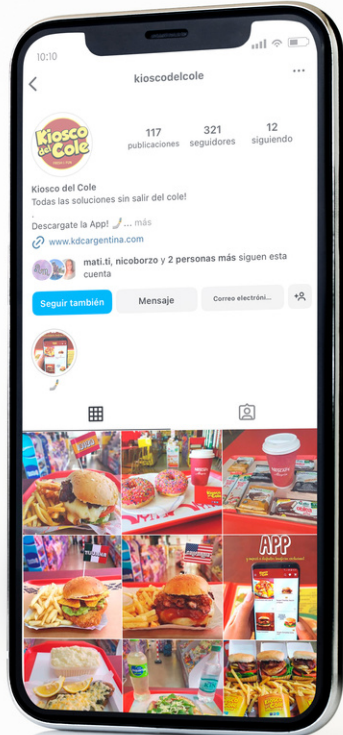 10:10
kioscodelcole
Kiosco
del Cole
117
publicaciones
321
seguidores
12
siguiendo
Kiosco del Cole
Todas las soluciones sin salir del cole!
.
Descargate la App! 🤳 ... más
www.kdcargentina.com
mati.ti, nicoborzo y 2 personas más siguen esta
cuenta
Seguir también
Mensaje
Correo electróni...
APP